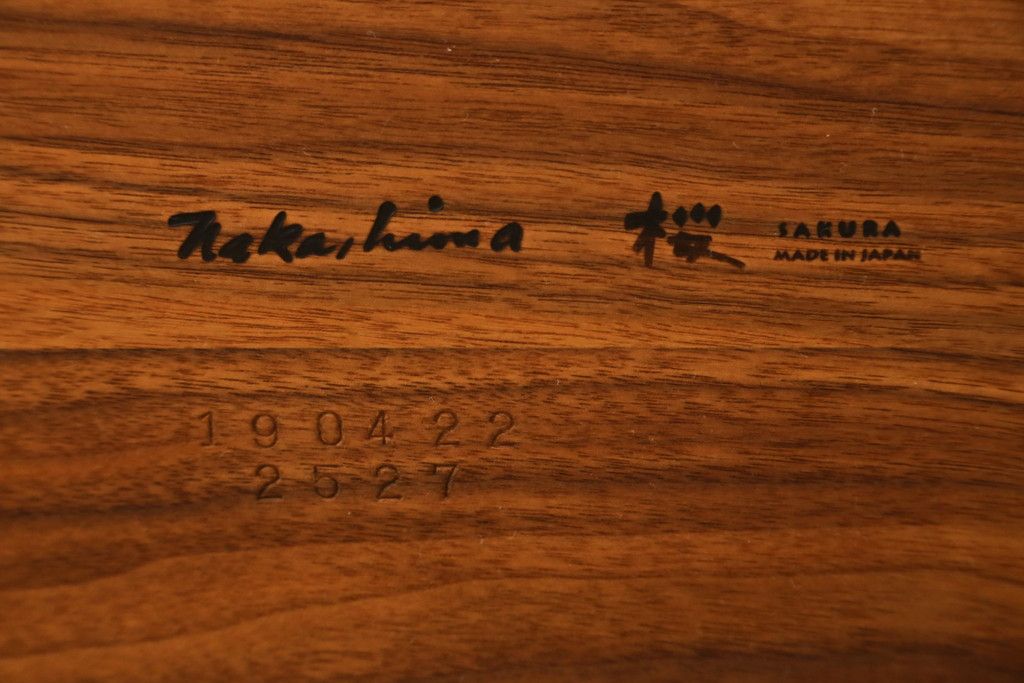 Nakashima 桜 SAKURA
MADE IN JAPAN
190422
2527